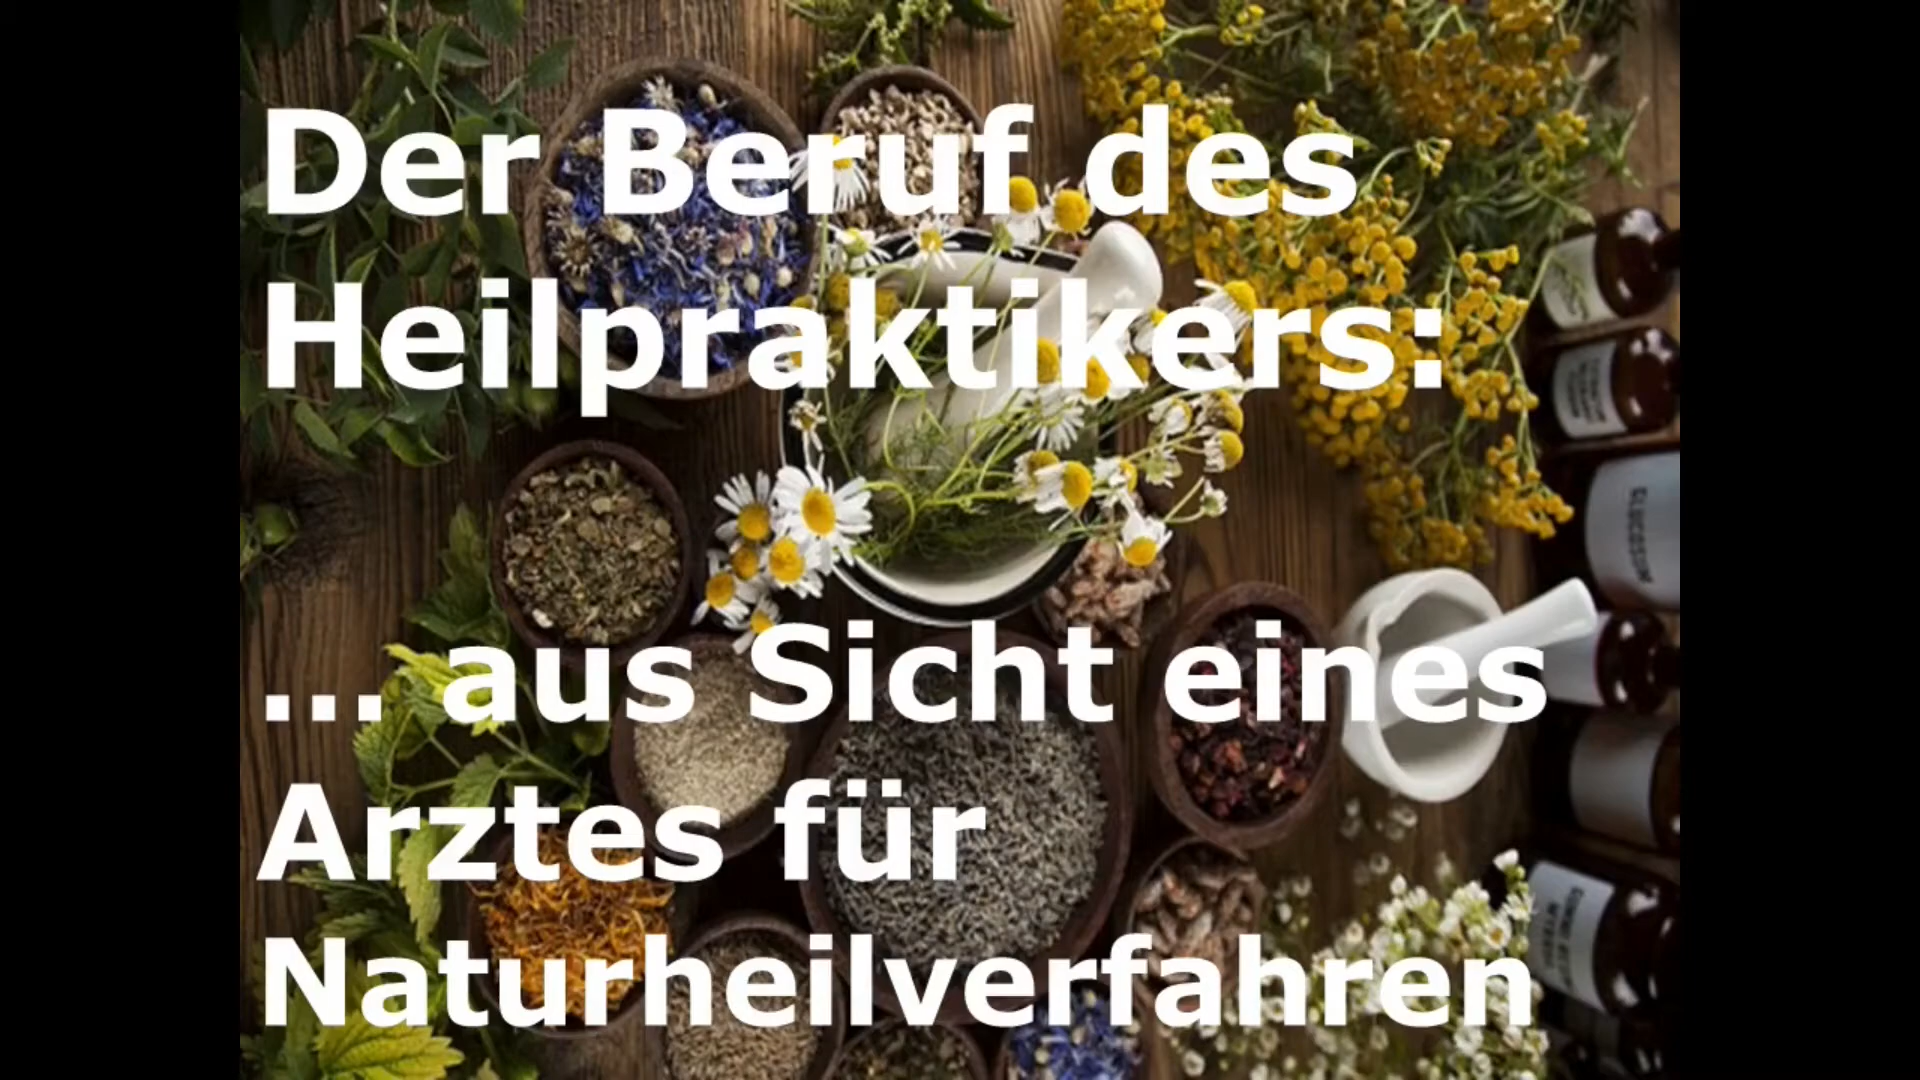 Der Beruf des
Heilpraktikers:
... aus Sicht eines
Arztes für
Naturheilverfahren